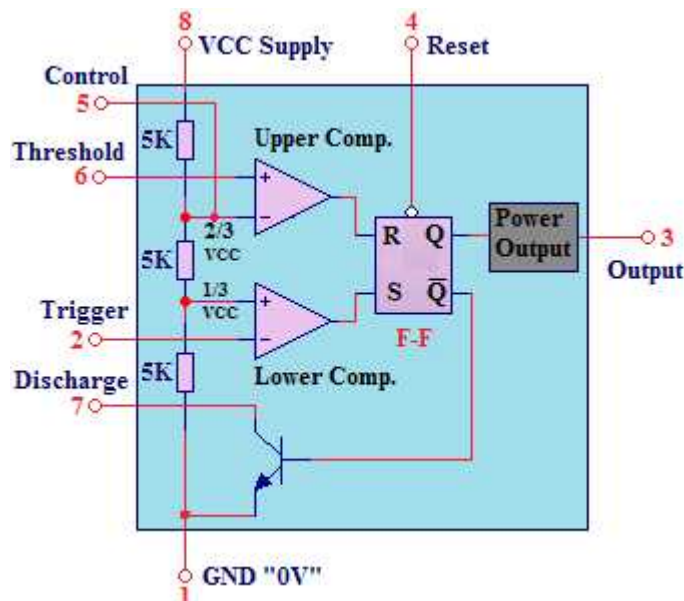 8
VCC Supply
4
Reset
Control
5
5K
Threshold
6
Upper Comp.
+
−
2/3
VCC
R
Q
Power
Output
3
Output
5K
1/3
VCC
+
−
S
Q̅
F-F
Trigger
2
Lower Comp.
5K
Discharge
7
GND "0V"
1